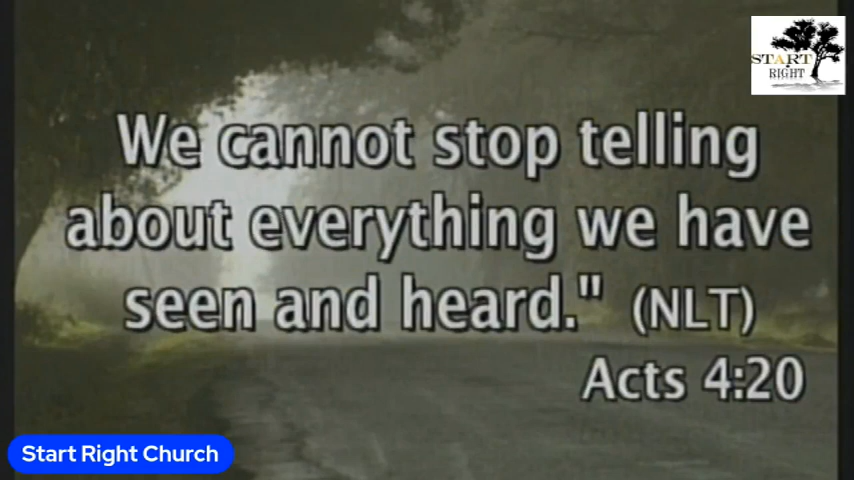 START
RIGHT
We cannot stop telling
about everything we have
seen and heard." (NLT)
Acts 4:20
Start Right Church